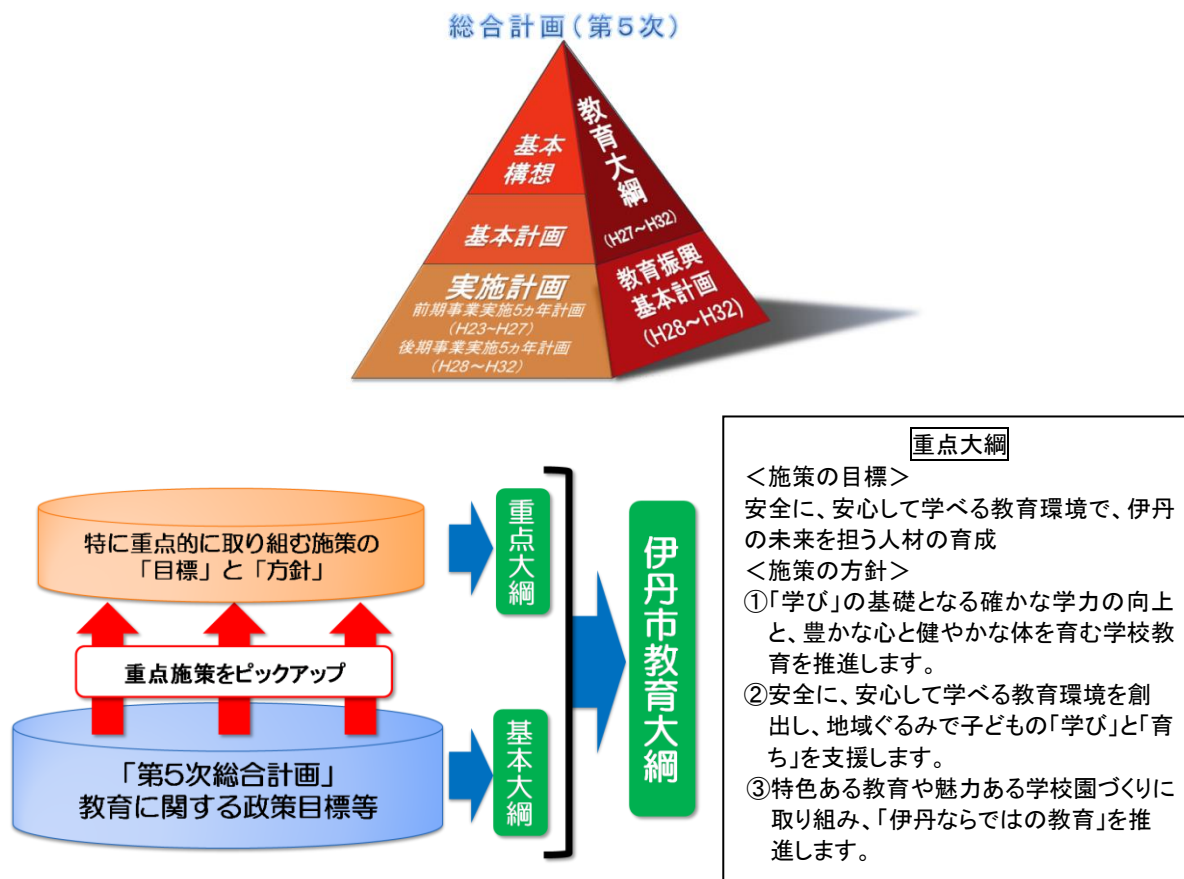 総合計画(第5次)
基本
構想
基本計画
実施計画
前期事業実施5ヵ年計画
(H23~H27)
後期事業実施5ヵ年計画
(H28~H32)
教育大綱
(H27~H32)
教育振興
基本計画
(H28~H32)
特に重点的に取り組む施策の
「目標」と「方針」
重点施策をピックアップ
「第5次総合計画」
教育に関する政策目標等
重点大綱
基本大綱
伊丹市教育大綱
重点大綱
<施策の目標>
安全に、安心して学べる教育環境で、伊丹
の未来を担う人材の育成
<施策の方針>
①「学び」の基礎となる確かな学力の向上
と、豊かな心と健やかな体を育む学校教
育を推進します。
②安全に、安心して学べる教育環境を創
出し、地域ぐるみで子どもの「学び」と「育
ち」を支援します。
③特色ある教育や魅力ある学校園づくりに
取り組み、「伊丹ならではの教育」を推
進します。